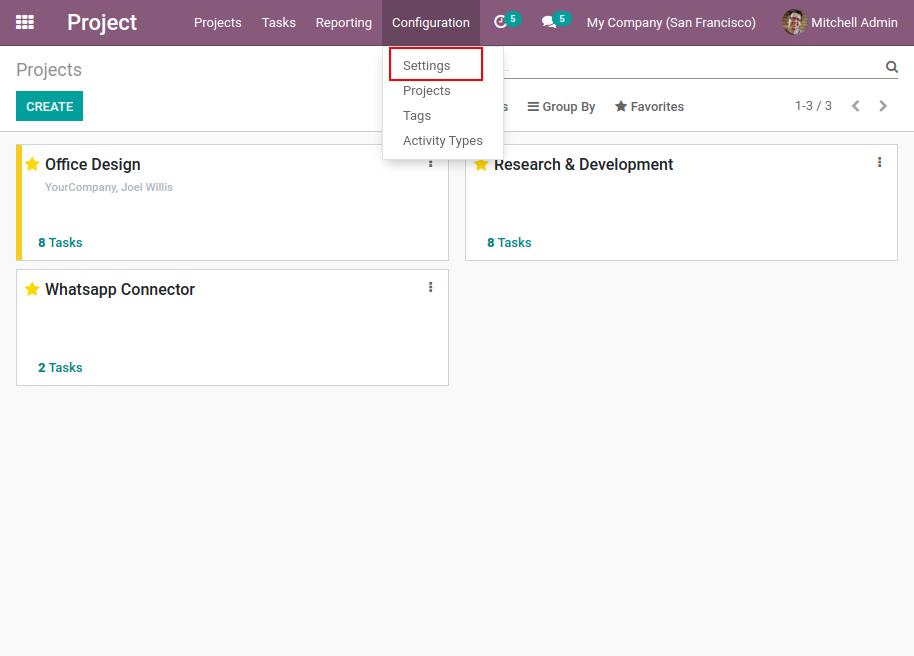 Project Projects Tasks Reporting Configuration 5 5 My Company (San Francisco) Mitchell Admin
Projects
Settings
Projects
Tags
Activity Types
CREATE
Group By Favorites 1-3 / 3
Office Design
YourCompany, Joel Willis
8 Tasks
Research & Development
8 Tasks
Whatsapp Connector
2 Tasks